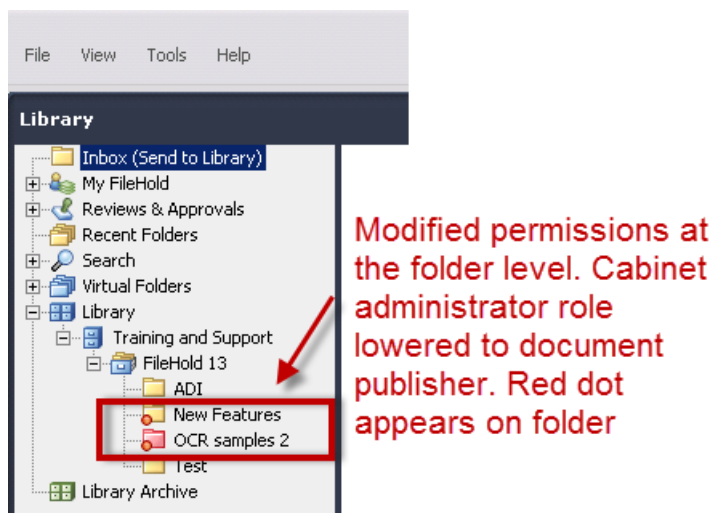 File View Tools Help
Library
Inbox (Send to Library)
My FileHold
Reviews & Approvals
Recent Folders
Search
Virtual Folders
Library
Training and Support
FileHold 13
ADI
New Features
OCR samples 2
Test
Library Archive
Modified permissions at
the folder level. Cabinet
administrator role
lowered to document
publisher. Red dot
appears on folder